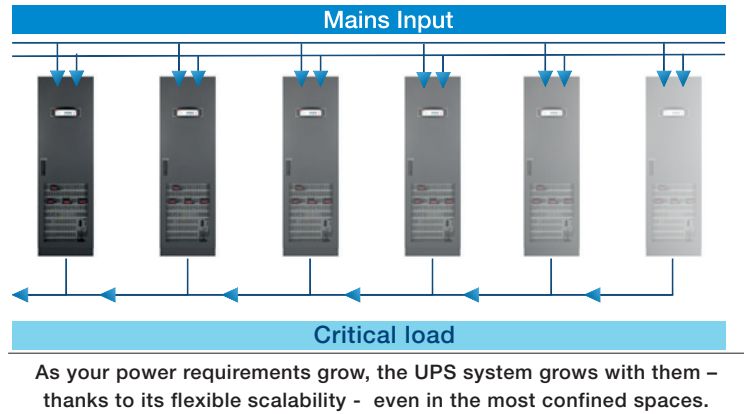 Mains Input
Critical load
As your power requirements grow, the UPS system grows with them –
thanks to its flexible scalability - even in the most confined spaces.